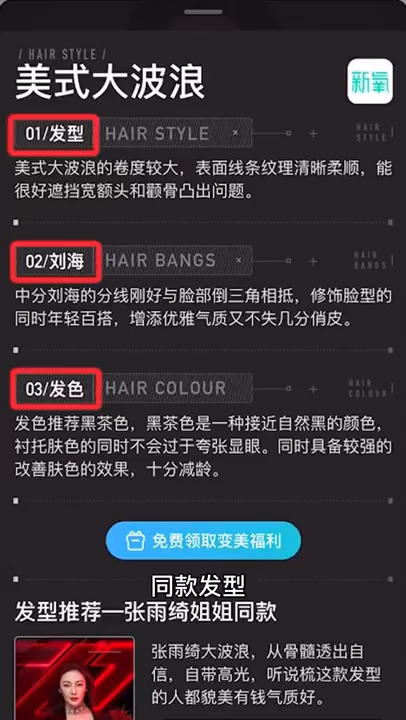 / HAIR STYLE /
美式大波浪
新氧
01/发型
HAIR STYLE
HAIR
STYLE
美式大波浪的卷度较大，表面线条纹理清晰柔顺，能
很好遮挡宽额头和颧骨凸出问题。
02/刘海
HAIR BANGS
HAIR
BANGS
中分刘海的分线刚好与脸部倒三角相抵，修饰脸型的
同时年轻百搭，增添优雅气质又不失几分俏皮。
03/发色
HAIR COLOUR
HAIR
COLOUR
发色推荐黑茶色，黑茶色是一种接近自然黑的颜色，
衬托肤色的同时不会过于夸张显眼。同时具备较强的
改善肤色的效果，十分减龄。
免费领取变美福利
同款发型
发型推荐—张雨绮姐姐同款
张雨绮大波浪，从骨髓透出自
信，自带高光，听说梳这款发型
的人都貌美有钱气质好。